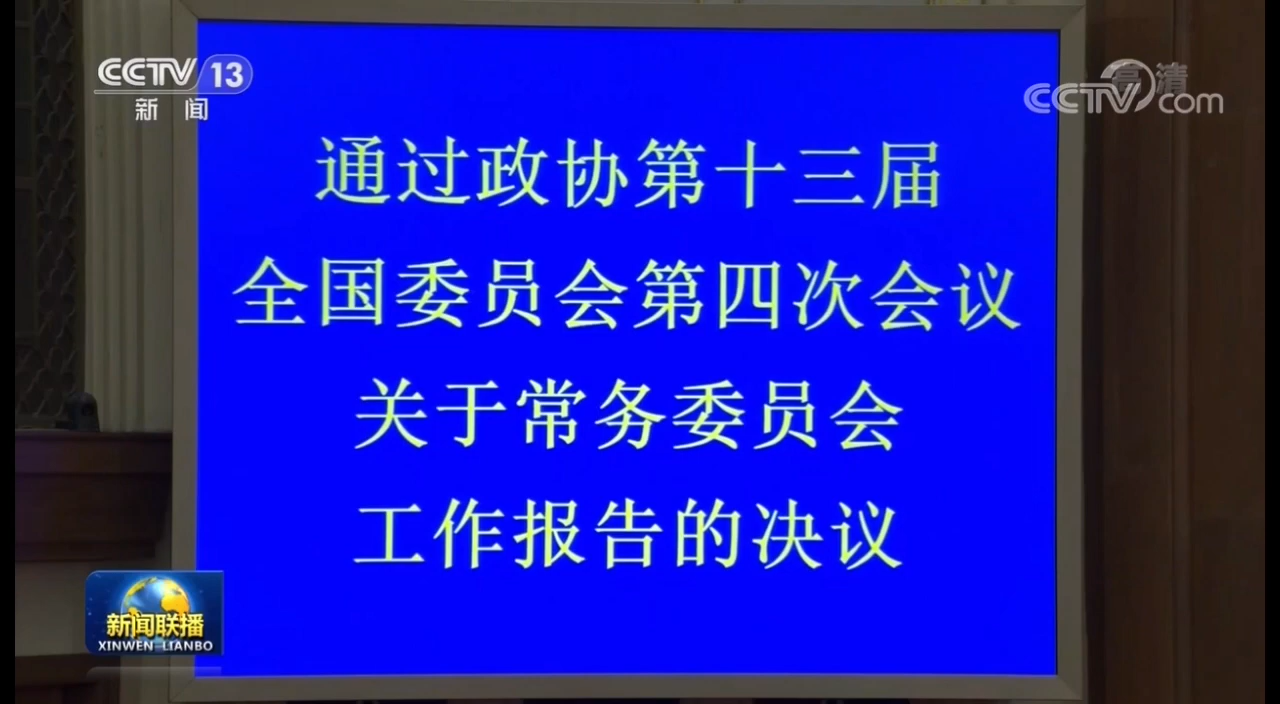 CCTV 13
新闻
高清
CCTV.com
通过政协第十三届
全国委员会第四次会议
关于常务委员会
工作报告的决议
新闻联播
XINWEN LIANBO